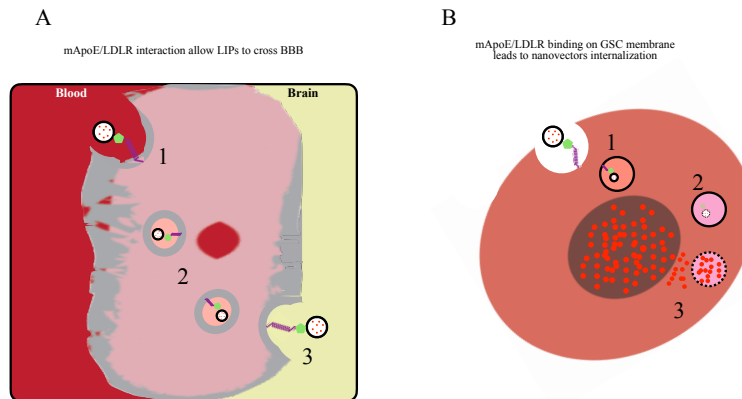 A
mApoE/LDLR interaction allow LIPs to cross BBB
Blood
Brain
1
2
3
B
mApoE/LDLR binding on GSC membrane
leads to nanovectors internalization
1
2
3